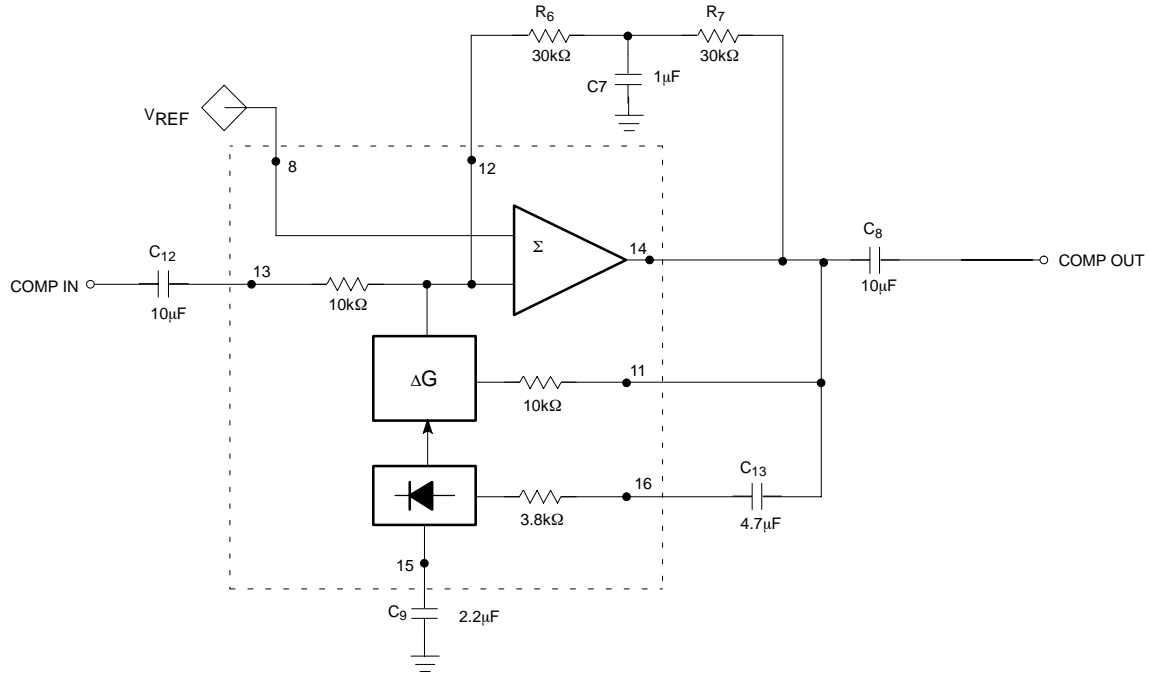 R6
R7
30kΩ
30kΩ
C7
1µF
VREF
8
12
Σ
14
C8
COMP OUT
10µF
C12
13
COMP IN
10µF
10kΩ
ΔG
11
10kΩ
16
C13
3.8kΩ
4.7µF
15
C9
2.2µF